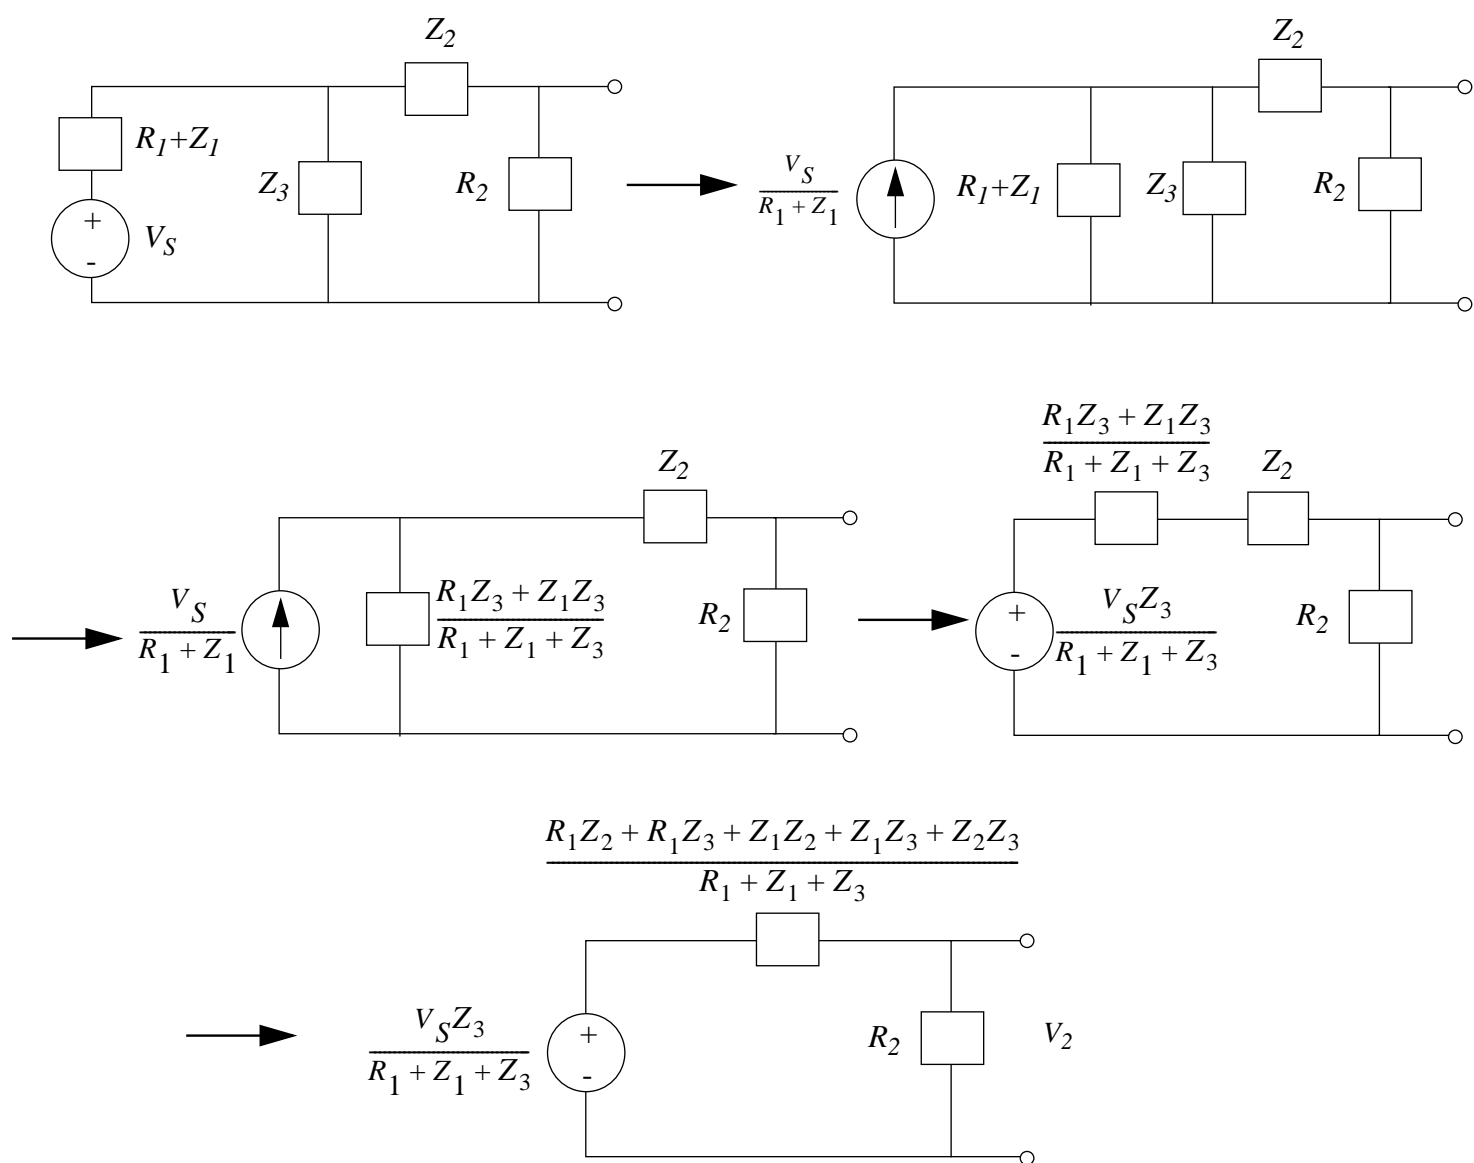 Z2
R1+Z1
Z3
R2
+
-
VS
Z2
VS
R1 + Z1
R1+Z1
Z3
R2
Z2
VS
R1 + Z1
R1Z3 + Z1Z3
R1 + Z1 + Z3
R2
R1Z3 + Z1Z3
R1 + Z1 + Z3
Z2
+
-
VSZ3
R1 + Z1 + Z3
R2
R1Z2 + R1Z3 + Z1Z2 + Z1Z3 + Z2Z3
R1 + Z1 + Z3
VSZ3
R1 + Z1 + Z3
+
-
R2
V2